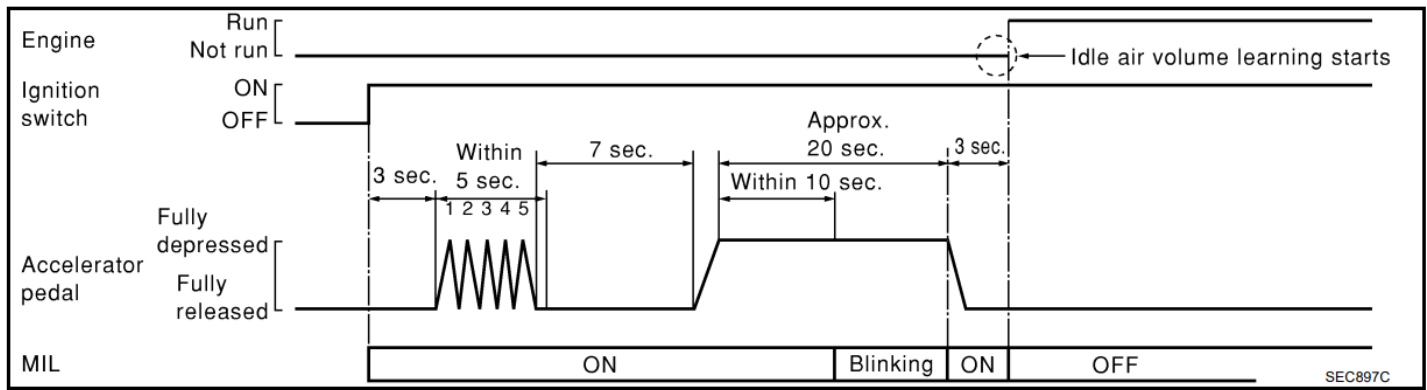 Engine
Run
Not run
Idle air volume learning starts
Ignition
switch
ON
OFF
3 sec.
Within
5 sec.
1 2 3 4 5
7 sec.
Approx.
20 sec.
Within 10 sec.
3 sec.
Accelerator
pedal
Fully
depressed
Fully
released
MIL
ON
Blinking
ON
OFF
SEC897C